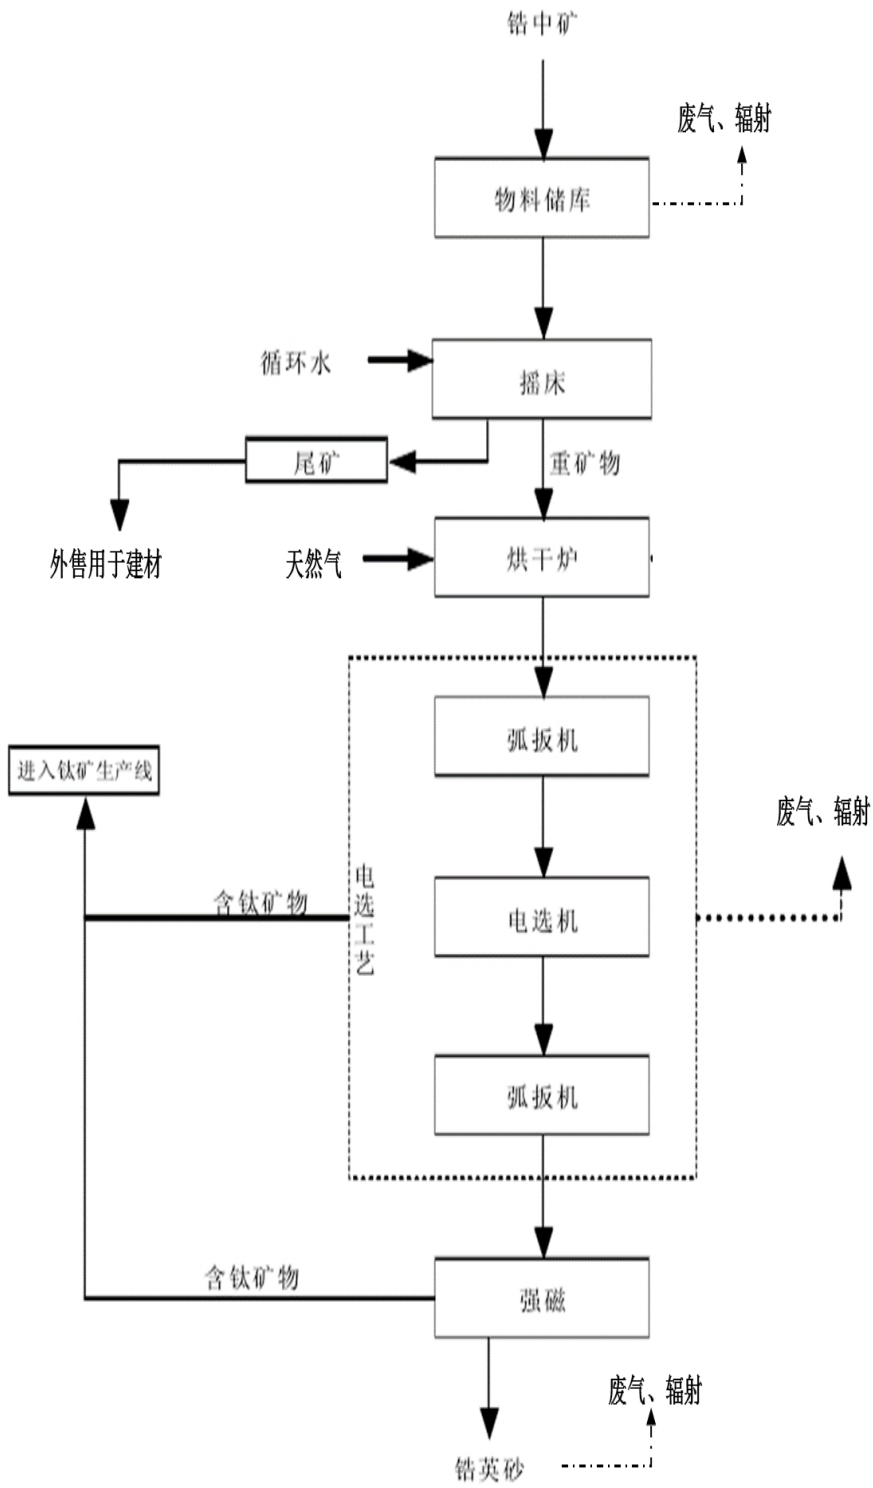 锆中矿
废气、辐射
物料储库
循环水
摇床
尾矿
重矿物
外售用于建材
天然气
烘干炉
弧扳机
进入钛矿生产线
废气、辐射
电选工艺
含钛矿物
电选机
弧扳机
含钛矿物
强磁
废气、辐射
锆英砂